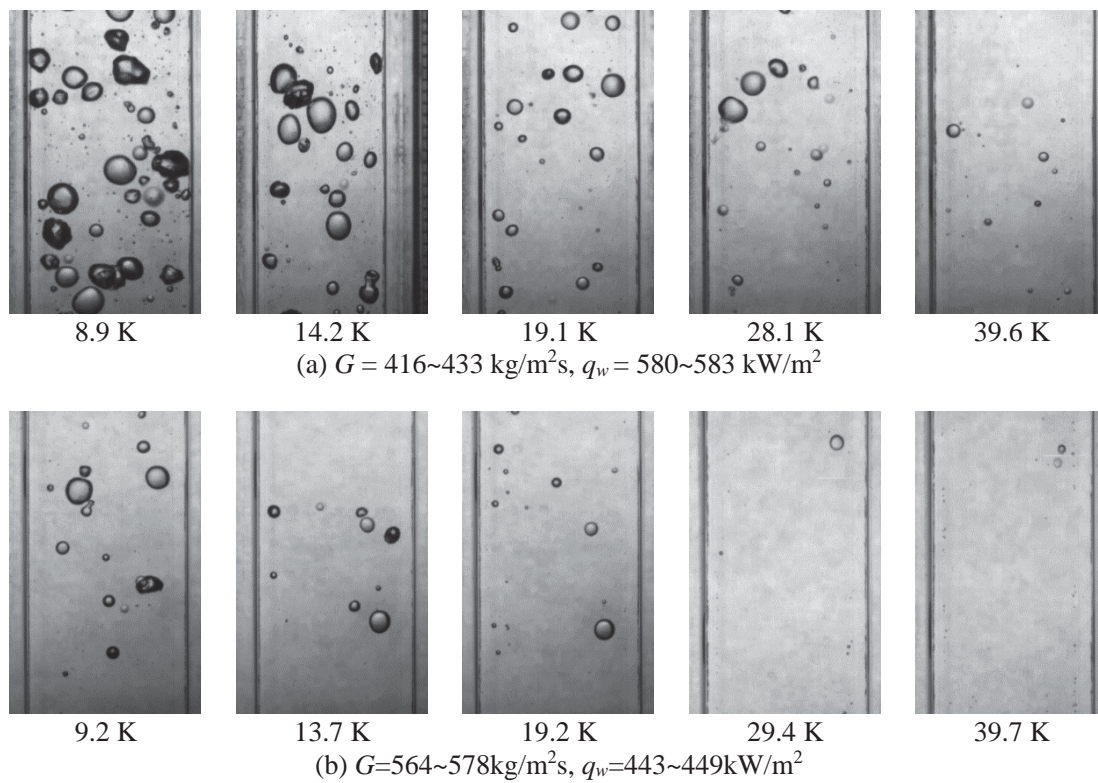 8.9 K 14.2 K 19.1 K 28.1 K 39.6 K
(a) G = 416~433 kg/m²s, qw = 580~583 kW/m²
9.2 K 13.7 K 19.2 K 29.4 K 39.7 K
(b) G=564~578kg/m²s, qw=443~449kW/m²